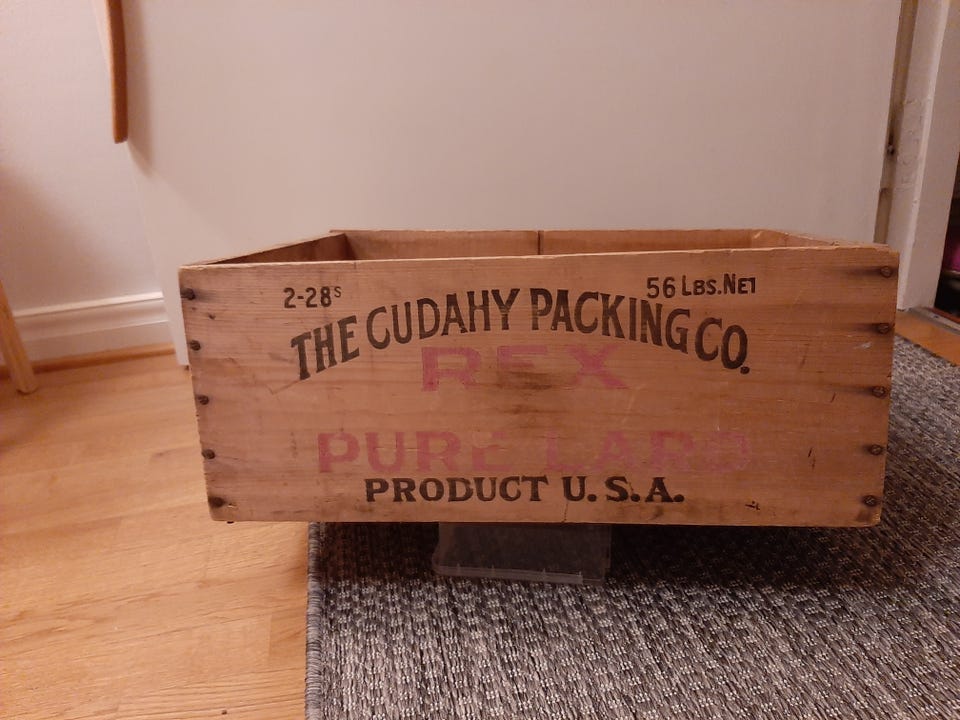 2-28s
56 LBS. NET
THE CUDAHY PACKING CO.
REX
PURE LARD
PRODUCT U.S.A.